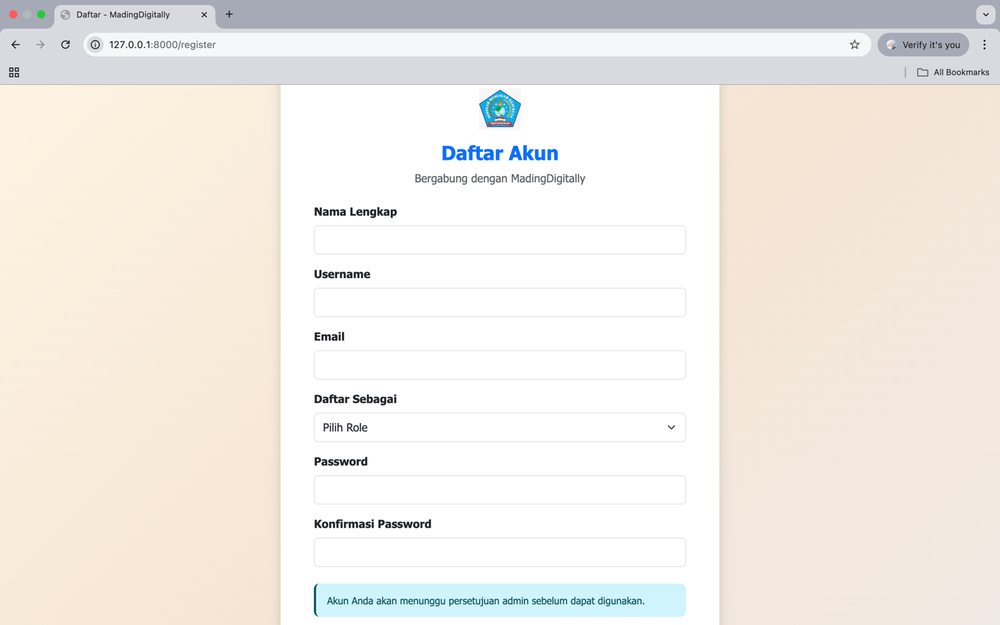 Daftar - MadingDigitally
127.0.0.1:8000/register
Verify it's you
All Bookmarks
Daftar Akun
Bergabung dengan MadingDigitally
Nama Lengkap
Username
Email
Daftar Sebagai
Pilih Role
Password
Konfirmasi Password
Akun Anda akan menunggu persetujuan admin sebelum dapat digunakan.